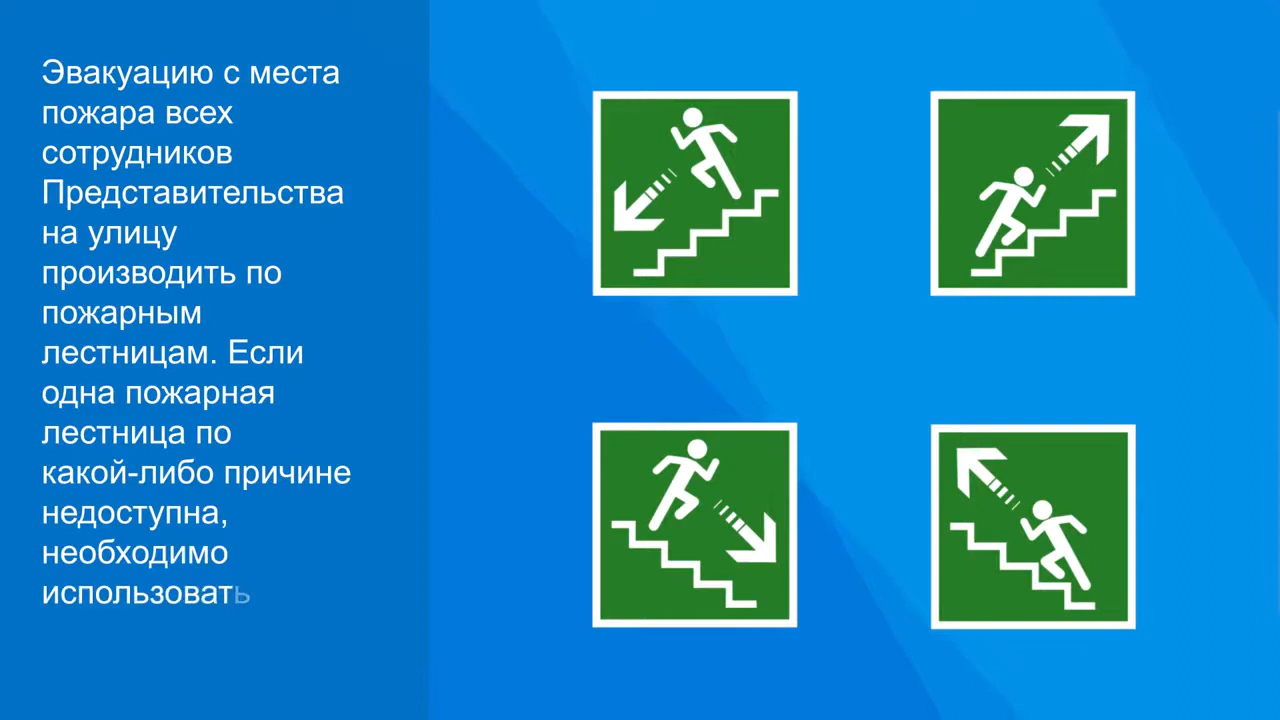 Эвакуацию с места
пожара всех
сотрудников
Представительства
на улицу
производить по
пожарным
лестницам. Если
одна пожарная
лестница по
какой-либо причине
недоступна,
необходимо
использовать